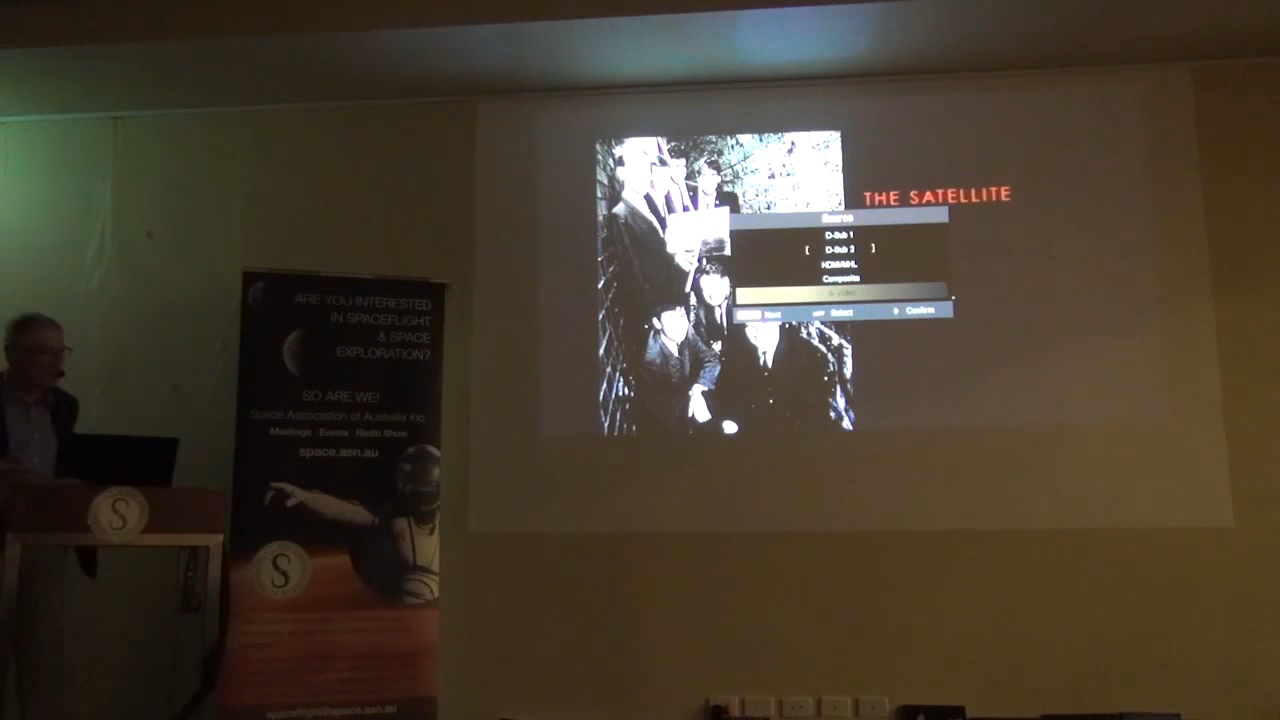 THE SATELLITE
Source
D-Sub 1
[ D-Sub 2 ]
HDMI/MHL
Composite
S-Video
Next Select Confirm
ARE YOU INTERESTED
IN SPACEFLIGHT
& SPACE
EXPLORATION?
SO ARE WE!
Space Association of Australia Inc.
Meetings Events Radio Show
space.asn.au
S
S
spaceflight@space.asn.au